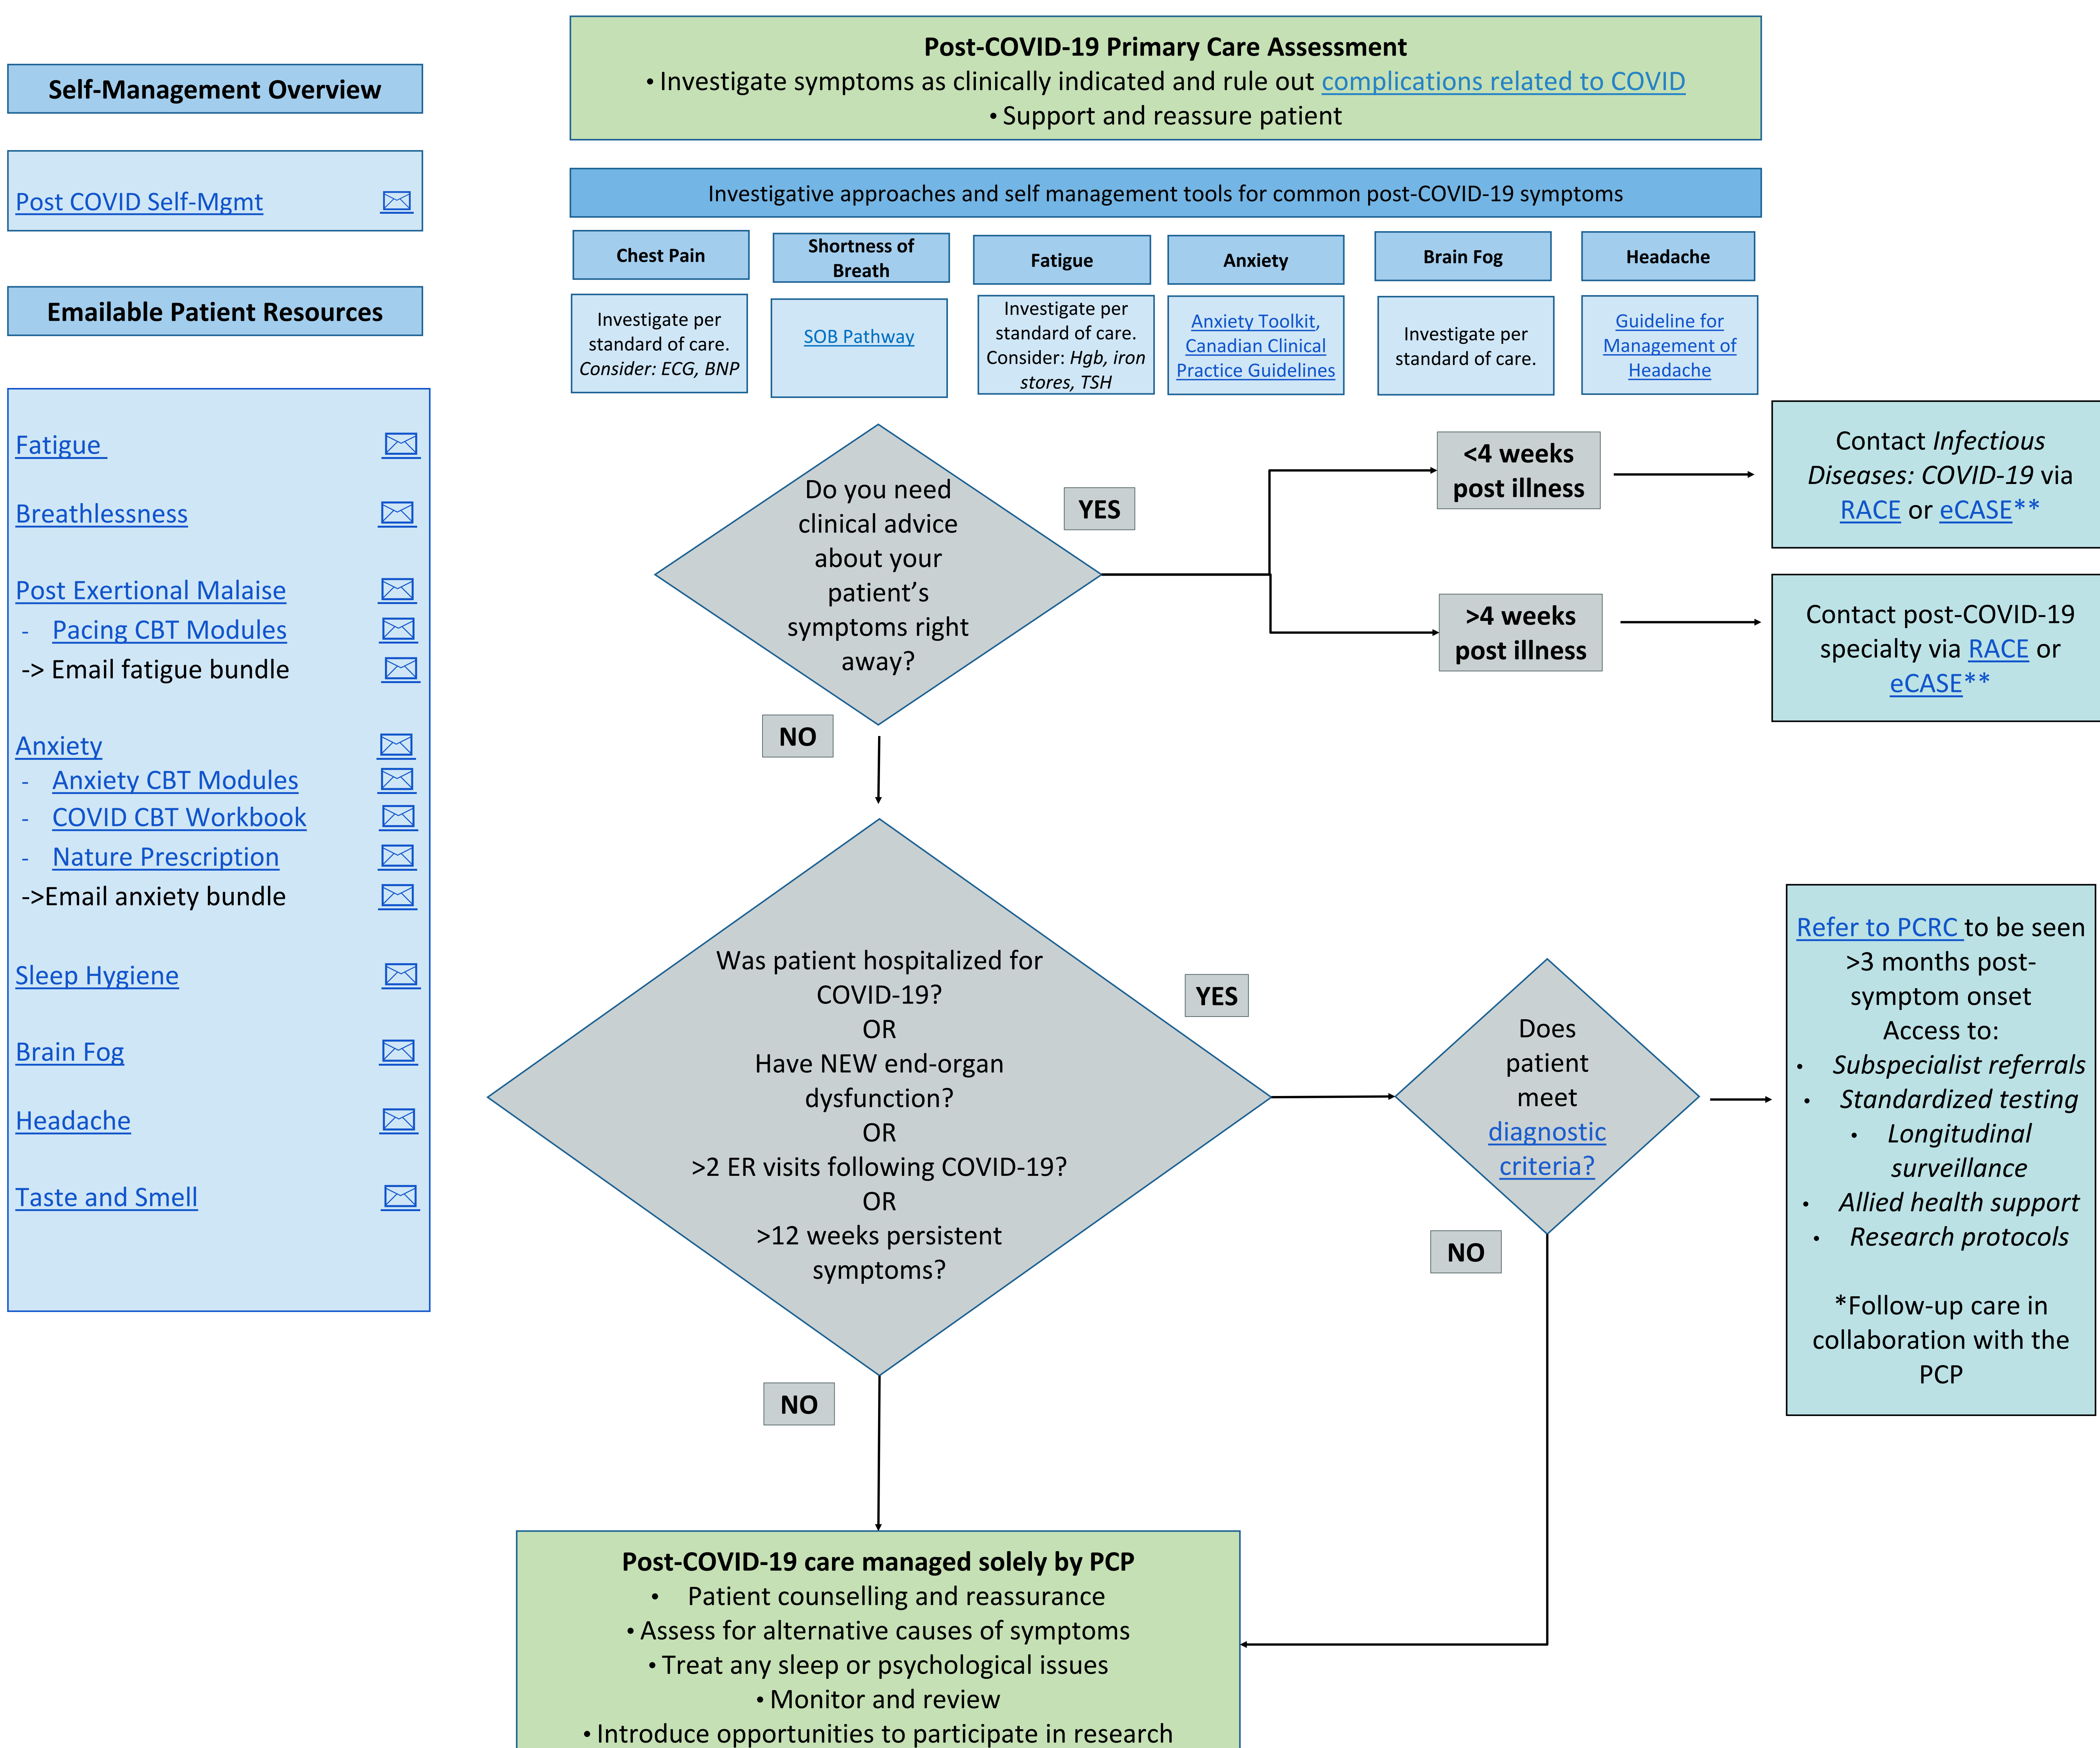 Post-COVID-19 Primary Care Assessment
• Investigate symptoms as clinically indicated and rule out complications related to COVID
• Support and reassure patient
Self-Management Overview
Post COVID Self-Mgmt
Emailable Patient Resources
Fatigue
Breathlessness
Post Exertional Malaise
- Pacing CBT Modules
-> Email fatigue bundle
Anxiety
- Anxiety CBT Modules
- COVID CBT Workbook
- Nature Prescription
->Email anxiety bundle
Sleep Hygiene
Brain Fog
Headache
Taste and Smell
Investigative approaches and self management tools for common post-COVID-19 symptoms
Chest Pain
Investigate per
standard of care.
Consider: ECG, BNP
Shortness of
Breath
SOB Pathway
Fatigue
Investigate per
standard of care.
Consider: Hgb, iron
stores, TSH
Anxiety
Anxiety Toolkit,
Canadian Clinical
Practice Guidelines
Brain Fog
Investigate per
standard of care.
Headache
Guideline for
Management of
Headache
Do you need
clinical advice
about your
patient’s
symptoms right
away?
YES
<4 weeks
post illness
Contact Infectious
Diseases: COVID-19 via
RACE or eCASE**
>4 weeks
post illness
Contact post-COVID-19
specialty via RACE or
eCASE**
NO
Was patient hospitalized for
COVID-19?
OR
Have NEW end-organ
dysfunction?
OR
>2 ER visits following COVID-19?
OR
>12 weeks persistent
symptoms?
YES
Does
patient
meet
diagnostic
criteria?
NO
Refer to PCRC to be seen
>3 months post-
symptom onset
Access to:
• Subspecialist referrals
• Standardized testing
• Longitudinal
surveillance
• Allied health support
• Research protocols
*Follow-up care in
collaboration with the
PCP
NO
Post-COVID-19 care managed solely by PCP
• Patient counselling and reassurance
• Assess for alternative causes of symptoms
• Treat any sleep or psychological issues
• Monitor and review
• Introduce opportunities to participate in research